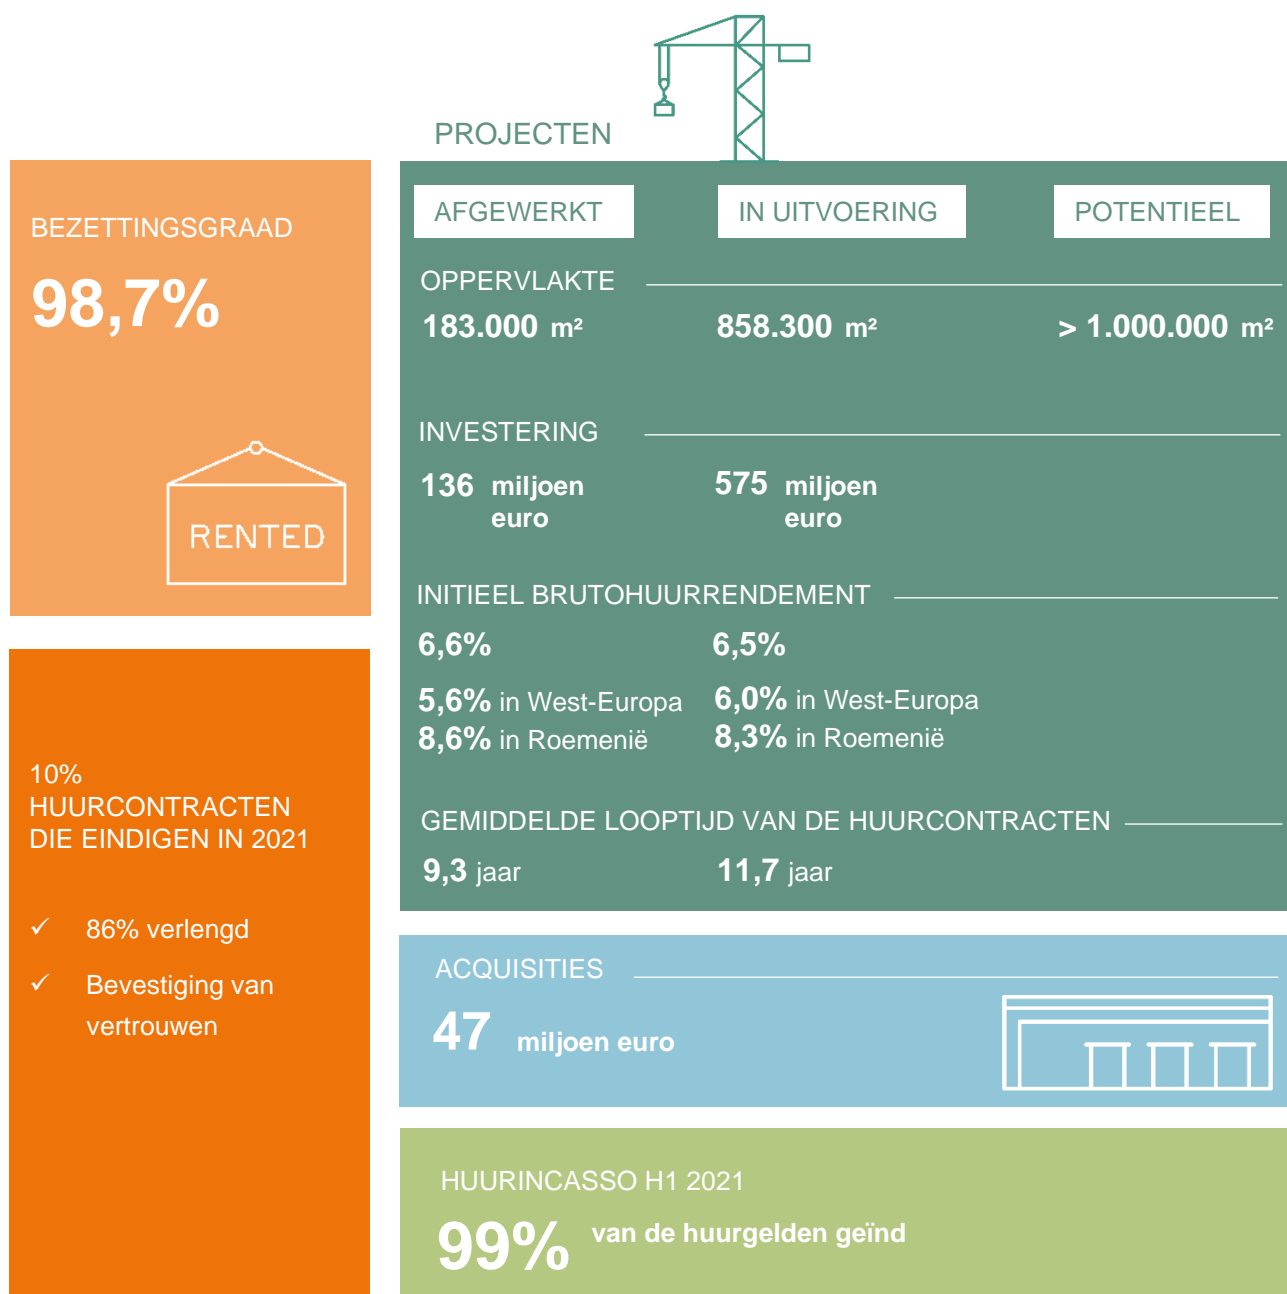 PROJECTEN
BEZETTINGSGRAAD
98,7%
RENTED
10%
HUURCONTRACTEN
DIE EINDIGEN IN 2021
✓ 86% verlengd
✓ Bevestiging van
vertrouwen
AFGEWERKT IN UITVOERING POTENTIEEL
OPPERVLAKTE
183.000 m² 858.300 m² > 1.000.000 m²
INVESTERING
136 miljoen euro 575 miljoen euro
INITIEEL BRUTOHUURRENDEMENT
6,6% 6,5%
5,6% in West-Europa 6,0% in West-Europa
8,6% in Roemenië 8,3% in Roemenië
GEMIDDELDE LOOPTIJD VAN DE HUURCONTRACTEN
9,3 jaar 11,7 jaar
ACQUISITIES
47 miljoen euro
HUURINCASSO H1 2021
99% van de huurgelden geïnd